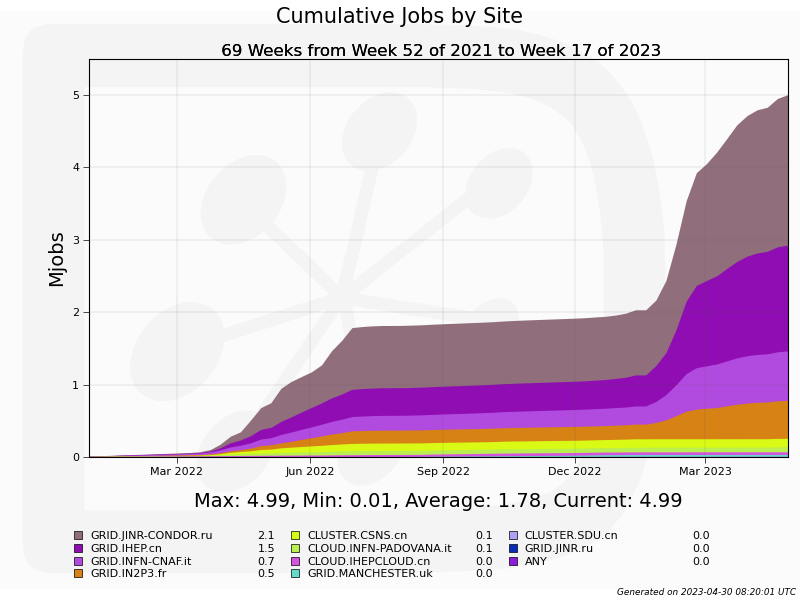 Cumulative Jobs by Site
69 Weeks from Week 52 of 2021 to Week 17 of 2023
5
4
3
2
1
0
Mjobs
Mar 2022 Jun 2022 Sep 2022 Dec 2022 Mar 2023
Max: 4.99, Min: 0.01, Average: 1.78, Current: 4.99
GRID.JINR-CONDOR.ru 2.1 CLUSTER.CSNS.cn 0.1 CLUSTER.SDU.cn 0.0
GRID.IHEP.cn 1.5 CLOUD.INFN-PADOVANA.it 0.1 GRID.JINR.ru 0.0
GRID.INFN-CNAF.it 0.7 CLOUD.IHEPCLOUD.cn 0.0 ANY 0.0
GRID.IN2P3.fr 0.5 GRID.MANCHESTER.uk 0.0
Generated on 2023-04-30 08:20:01 UTC